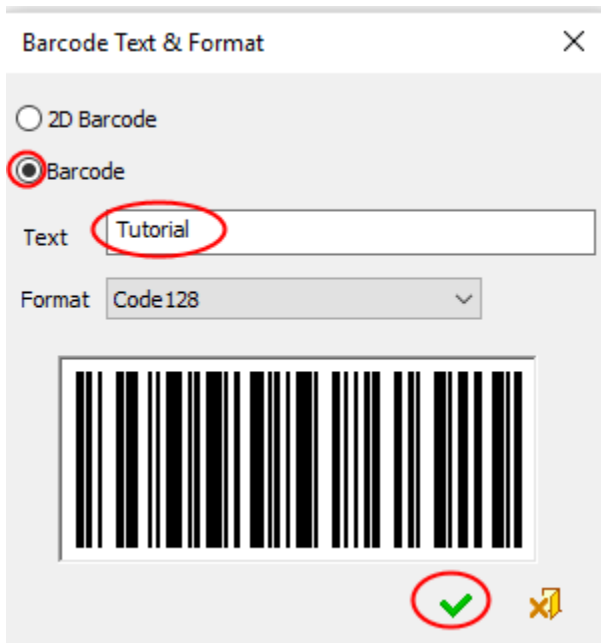 Barcode Text & Format
2D Barcode
Barcode
Text Tutorial
Format Code128